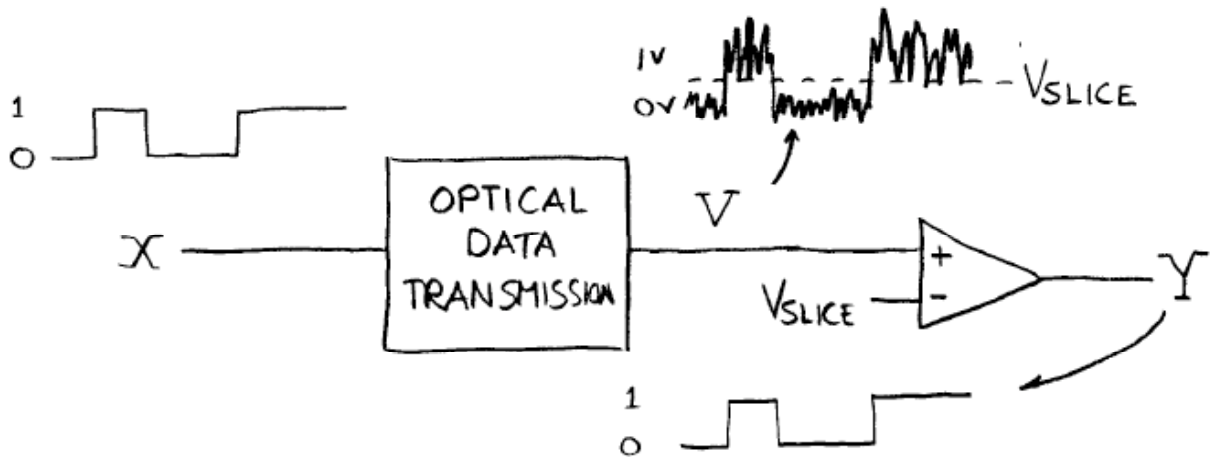 1V
0V
VSLICE
1
0
OPTICAL
DATA
TRANSMISSION
X
V
+
VSLICE
-
Y
1
0